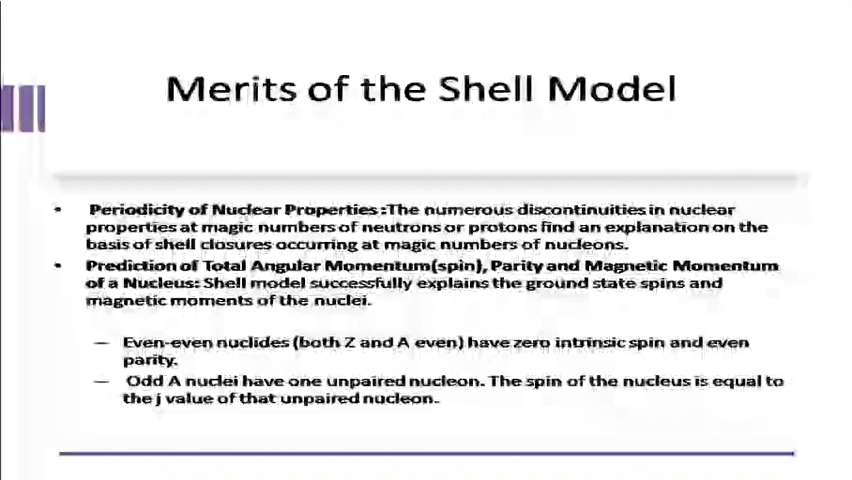 Merits of the Shell Model
• Periodicity of Nuclear Properties :The numerous discontinuities in nuclear
properties at magic numbers of neutrons or protons find an explanation on the
basis of shell closures occurring at magic numbers of nucleons.
• Prediction of Total Angular Momentum(spin), Parity and Magnetic Momentum
of a Nucleus: Shell model successfully explains the ground state spins and
magnetic moments of the nuclei.
— Even-even nuclides (both Z and A even) have zero intrinsic spin and even
parity.
— Odd A nuclei have one unpaired nucleon. The spin of the nucleus is equal to
the j value of that unpaired nucleon.